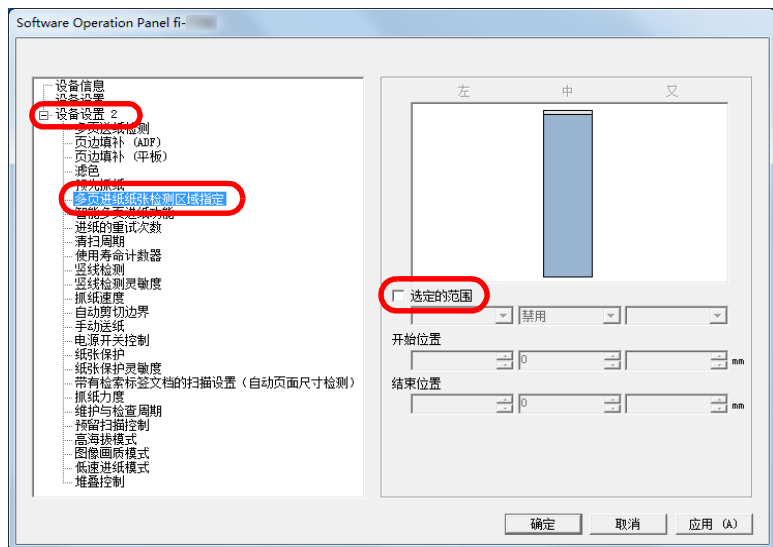 Software Operation Panel fi-
设备信息
设备设置
设备设置 2
多页送纸检测
页边填补 (ADF)
页边填补 (平板)
滤色
预先抓纸
多页进纸纸张检测区域指定
智能多页进纸功能
进纸的重试次数
清扫周期
使用寿命计数器
竖线检测
竖线检测灵敏度
抓纸速度
自动剪切边界
手动送纸
电源开关控制
纸张保护
纸张保护灵敏度
带有检索标签文档的扫描设置(自动页面尺寸检测)
抓纸力度
维护与检查周期
预留扫描控制
高海拔模式
图像画质模式
低速进纸模式
堆叠控制
左 中 又
选定的范围
禁用
开始位置
0 mm
结束位置
0 mm
确定 取消 应用 (A)